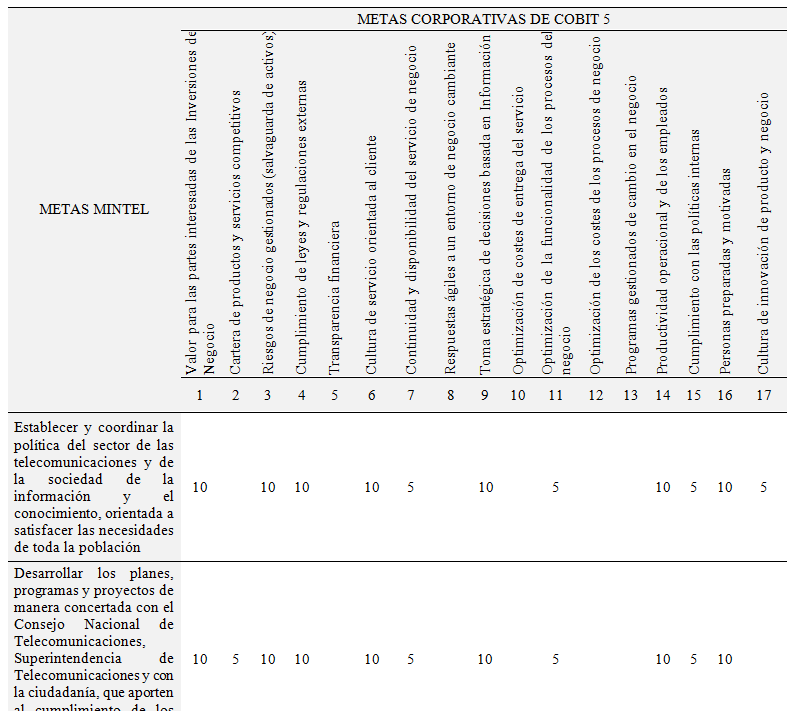 METAS CORPORATIVAS DE COBIT 5
METAS MINTEL
Valor para las partes interesadas de las Inversiones de
Negocio
Cartera de productos y servicios competitivos
Riesgos de negocio gestionados (salvaguarda de activos)
Cumplimiento de leyes y regulaciones externas
Transparencia financiera
Cultura de servicio orientada al cliente
Continuidad y disponibilidad del servicio de negocio
Respuestas ágiles a un entorno de negocio cambiante
Toma estratégica de decisiones basada en Información
Optimización de costes de entrega del servicio
Optimización de la funcionalidad de los procesos del
negocio
Optimización de los costes de los procesos de negocio
Programas gestionados de cambio en el negocio
Productividad operacional y de los empleados
Cumplimiento con las políticas internas
Personas preparadas y motivadas
Cultura de innovación de producto y negocio
1 2 3 4 5 6 7 8 9 10 11 12 13 14 15 16 17
Establecer y coordinar la
política del sector de las
telecomunicaciones y de
la sociedad de la
información y el
conocimiento, orientada a
satisfacer las necesidades
de toda la población
10 10 10 10 5 10 5 10 5 10 5
Desarrollar los planes,
programas y proyectos de
manera concertada con el
Consejo Nacional de
Telecomunicaciones,
Superintendencia de
Telecomunicaciones y con
la ciudadanía, que aporten
al cumplimiento de los
10 5 10 10 10 5 10 5 10 5 10